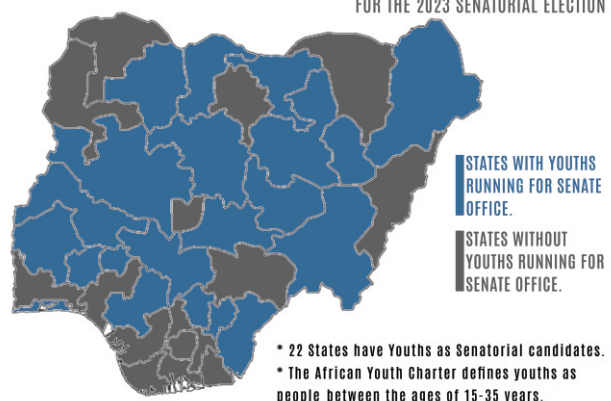 FOR THE 2023 SENATORIAL ELECTION
STATES WITH YOUTHS
RUNNING FOR SENATE
OFFICE.
STATES WITHOUT
YOUTHS RUNNING FOR
SENATE OFFICE.
* 22 States have Youths as Senatorial candidates.
* The African Youth Charter defines youths as
people between the ages of 15-35 years.